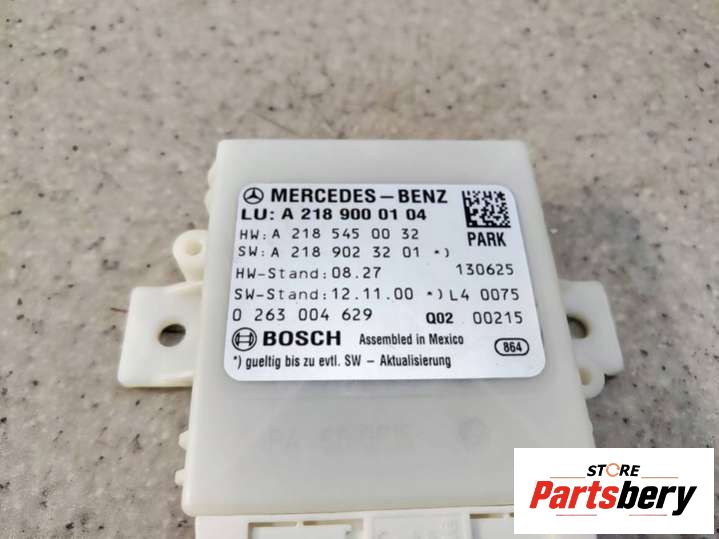 MERCEDES-BENZ
LU: A 218 900 01 04
HW: A 218 545 00 32
PARK
SW: A 218 902 32 01 *)
HW-Stand: 08.27 130625
SW-Stand: 12.11.00 *) L4 0075
0 263 004 629 Q02 00215
BOSCH Assembled in Mexico 864
*) gueltig bis zu evtl. SW - Aktualisierung
STORE
Partsbery